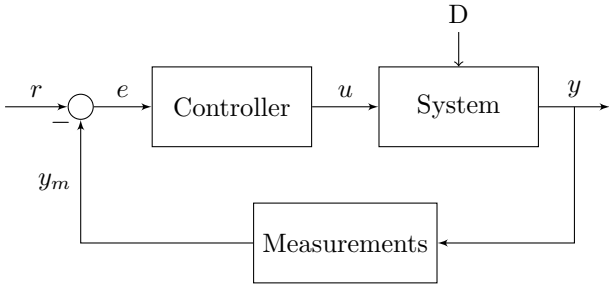 D
r
e
Controller
u
System
y
−
y_m
Measurements